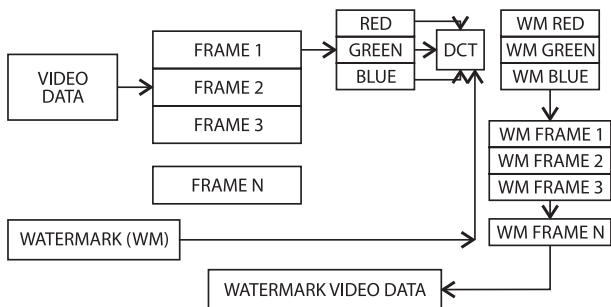 VIDEO
DATA
FRAME 1
FRAME 2
FRAME 3
FRAME N
RED
GREEN
BLUE
DCT
WM RED
WM GREEN
WM BLUE
WM FRAME 1
WM FRAME 2
WM FRAME 3
WM FRAME N
WATERMARK (WM)
WATERMARK VIDEO DATA